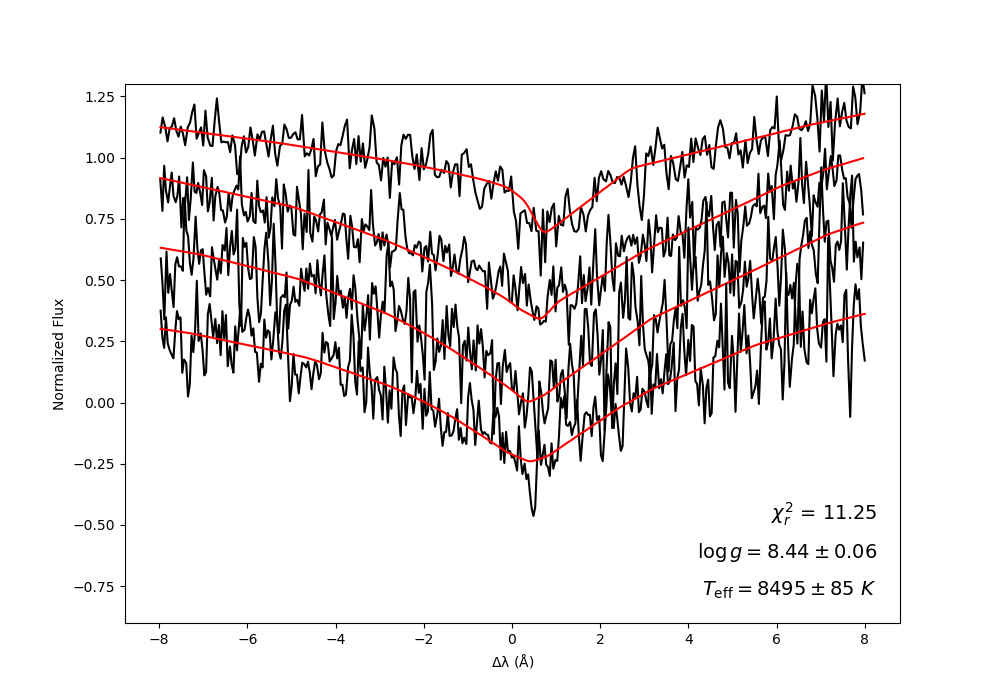 1.25
1.00
0.75
0.50
0.25
0.00
−0.25
−0.50
−0.75
Normalized Flux
χ²ᵣ = 11.25
log g = 8.44 ± 0.06
T_eff = 8495 ± 85 K
−8 −6 −4 −2 0 2 4 6 8
Δλ (Å)